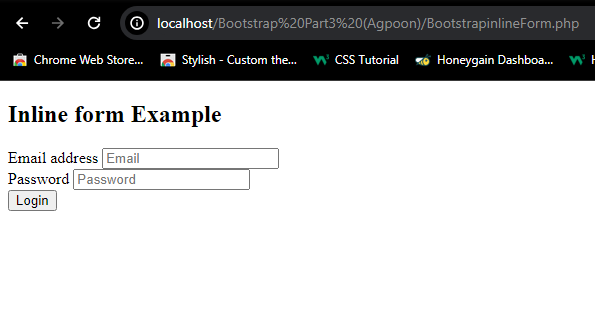 localhost/Bootstrap%20Part3%20(Agpoon)/BootstrapinlineForm.php
Chrome Web Store... Stylish - Custom the... CSS Tutorial Honeygain Dashboa... H
Inline form Example
Email address Email
Password Password
Login